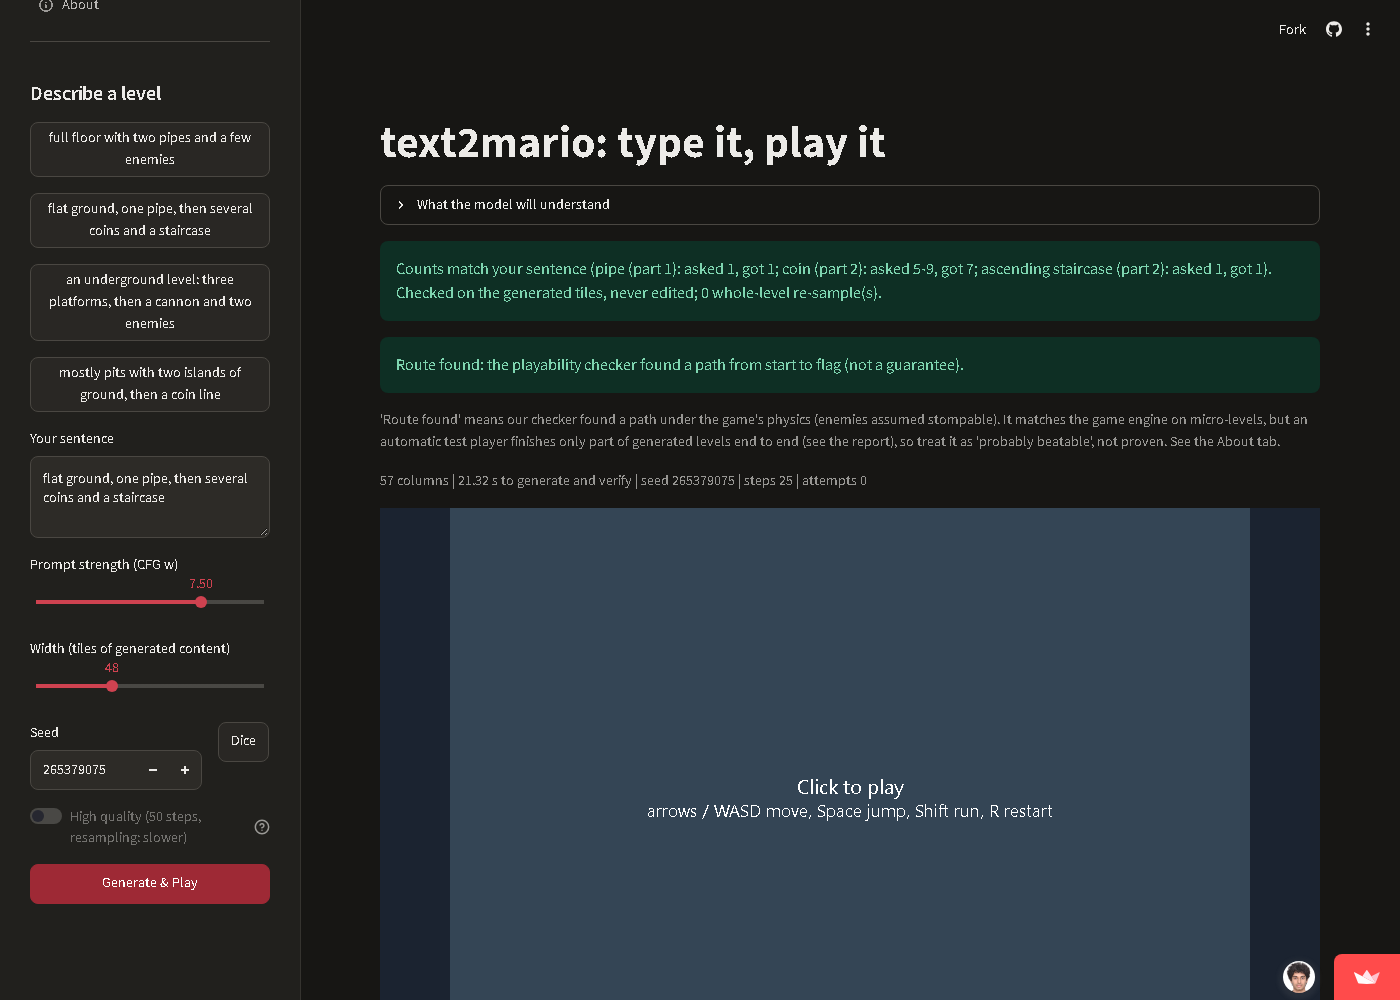 About
Describe a level
full floor with two pipes and a few
enemies
flat ground, one pipe, then several
coins and a staircase
an underground level: three
platforms, then a cannon and two
enemies
mostly pits with two islands of
ground, then a coin line
Your sentence
flat ground, one pipe, then several
coins and a staircase
Prompt strength (CFG w)
7.50
Width (tiles of generated content)
48
Seed
Dice
265379075
High quality (50 steps,
resampling: slower)
Generate & Play
Fork
text2mario: type it, play it
What the model will understand
Counts match your sentence (pipe (part 1): asked 1, got 1; coin (part 2): asked 5-9, got 7; ascending staircase (part 2): asked 1, got 1).
Checked on the generated tiles, never edited; 0 whole-level re-sample(s).
Route found: the playability checker found a path from start to flag (not a guarantee).
'Route found' means our checker found a path under the game's physics (enemies assumed stompable). It matches the game engine on micro-levels, but an
automatic test player finishes only part of generated levels end to end (see the report), so treat it as 'probably beatable', not proven. See the About tab.
57 columns | 21.32 s to generate and verify | seed 265379075 | steps 25 | attempts 0
Click to play
arrows / WASD move, Space jump, Shift run, R restart